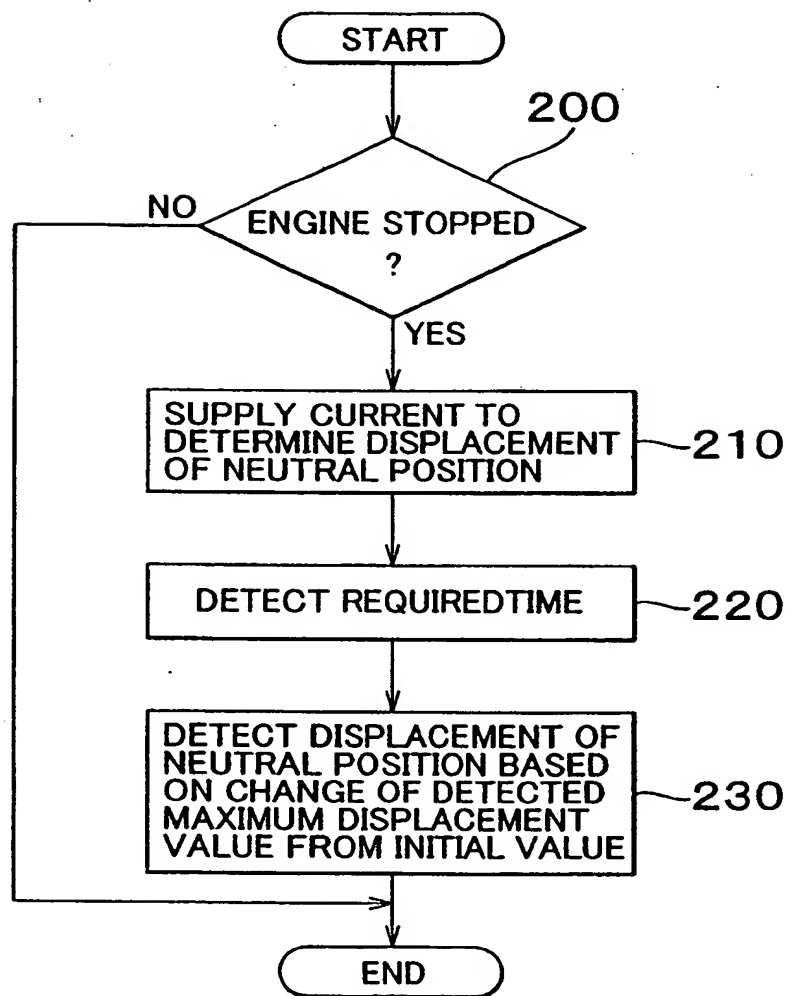 START
200
NO
ENGINE STOPPED
?
YES
SUPPLY CURRENT TO
DETERMINE DISPLACEMENT
OF NEUTRAL POSITION
210
DETECT REQUIREDTIME
220
DETECT DISPLACEMENT OF
NEUTRAL POSITION BASED
ON CHANGE OF DETECTED
MAXIMUM DISPLACEMENT
VALUE FROM INITIAL VALUE
230
END